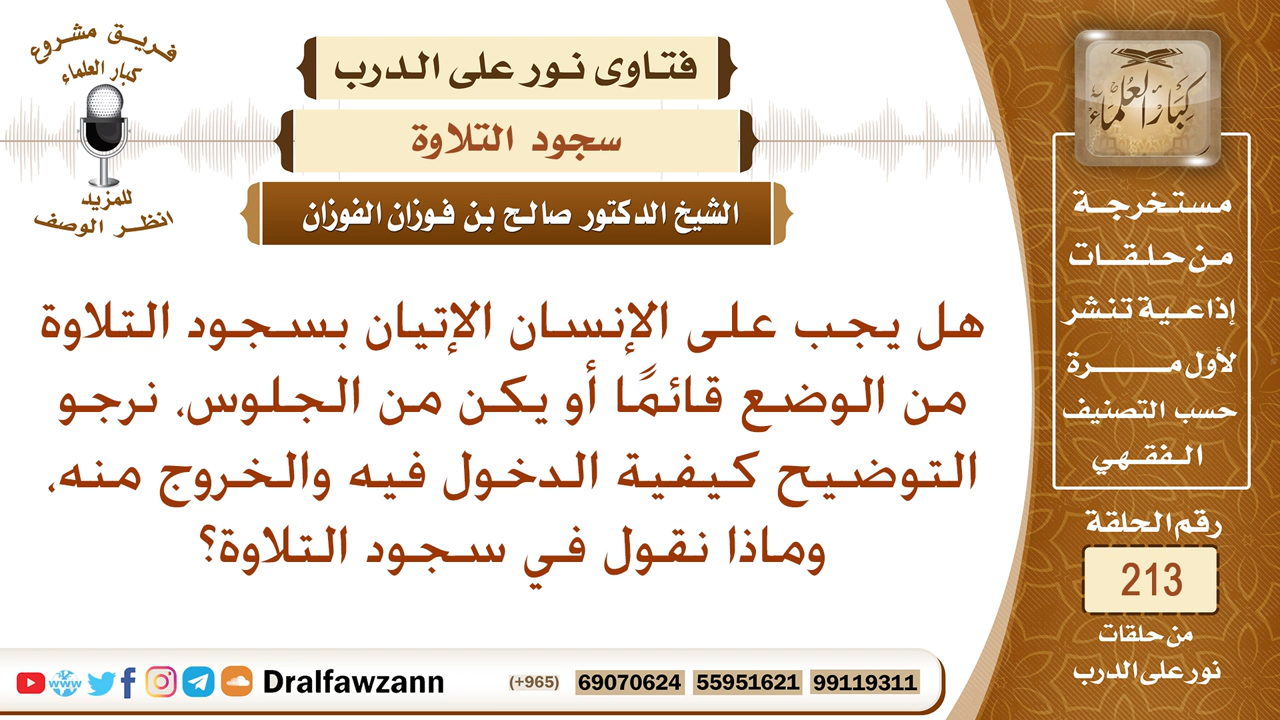 فريق مشروع
كبار العلماء
للمزيد
انظر الوصف
فتاوى نور على الدرب
سجود التلاوة
الشيخ الدكتور صالح بن فوزان الفوزان
هل يجب على الإنسان الإتيان بسجود التلاوة
من الوضع قائمًا أو يكن من الجلوس، نرجو
التوضيح كيفية الدخول فيه والخروج منه،
وماذا نقول في سجود التلاوة؟
كبار العلماء
مستخرجة
من حلقات
إذاعية تنشر
لأول مرة
حسب التصنيف
الفقهي
رقم الحلقة
213
من حلقات
نور على الدرب
www
Dralfawzann
(+965) 69070624 55951621 99119311